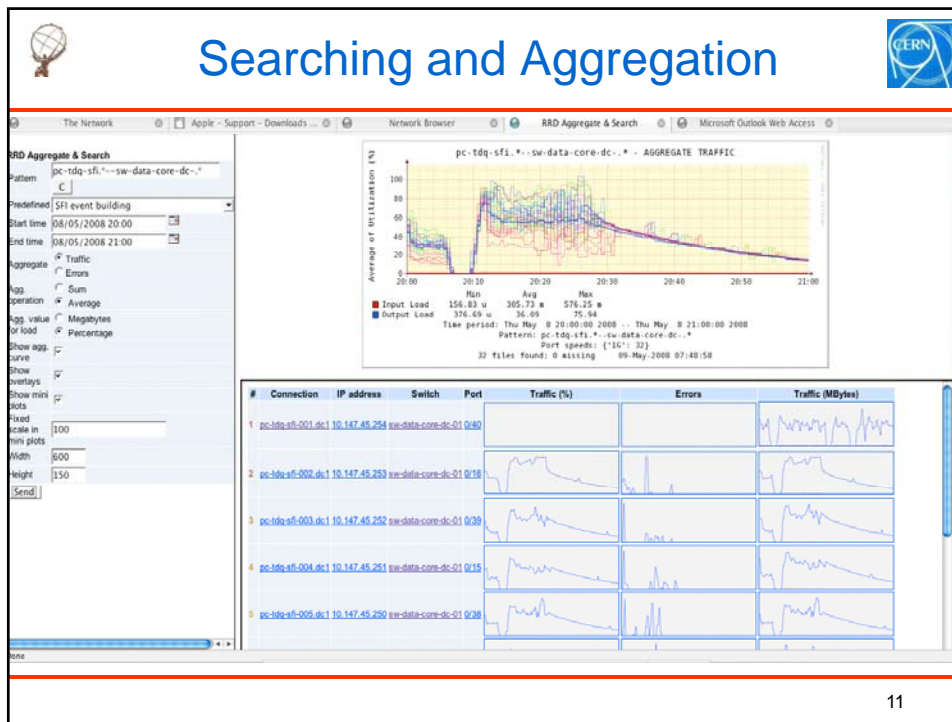 Searching and Aggregation
CERN
The Network
Apple - Support - Downloads ...
Network Browser
RRD Aggregate & Search
Microsoft Outlook Web Access
RRD Aggregate & Search
Pattern pc-tdq-sfi.*--sw-data-core-dc-.*
C
Predefined SFI event building
Start time 08/05/2008 20:00
End time 08/05/2008 21:00
Aggregate Traffic
Errors
Agg. operation Sum
Average
Agg. value for load Megabytes
Percentage
Show agg. curve
Show overlays
Show mini plots
Fixed scale in mini plots 100
Width 600
Height 150
Send
pc-tdq-sfi.*--sw-data-core-dc-.* - AGGREGATE TRAFFIC
Average of Utilization (%)
100
80
60
40
20
0
20:00 20:10 20:20 20:30 20:40 20:50 21:00
Min Avg Max
Input Load 156.83 u 305.73 m 576.25 m
Output Load 376.69 u 36.09 75.94
Time period: Thu May 8 20:00:00 2008 -- Thu May 8 21:00:00 2008
Pattern: pc-tdq-sfi.*--sw-data-core-dc-.*
Port speeds: {"1G": 32}
32 files found; 0 missing 09-May-2008 07:48:58
# Connection IP address Switch Port Traffic (%) Errors Traffic (MBytes)
1 pc-tdq-sfi-001.dc1 10.147.45.254 sw-data-core-dc-01 0/40
2 pc-tdq-sfi-002.dc1 10.147.45.253 sw-data-core-dc-01 0/16
3 pc-tdq-sfi-003.dc1 10.147.45.252 sw-data-core-dc-01 0/39
4 pc-tdq-sfi-004.dc1 10.147.45.251 sw-data-core-dc-01 0/15
5 pc-tdq-sfi-005.dc1 10.147.45.250 sw-data-core-dc-01 0/38
Done
11